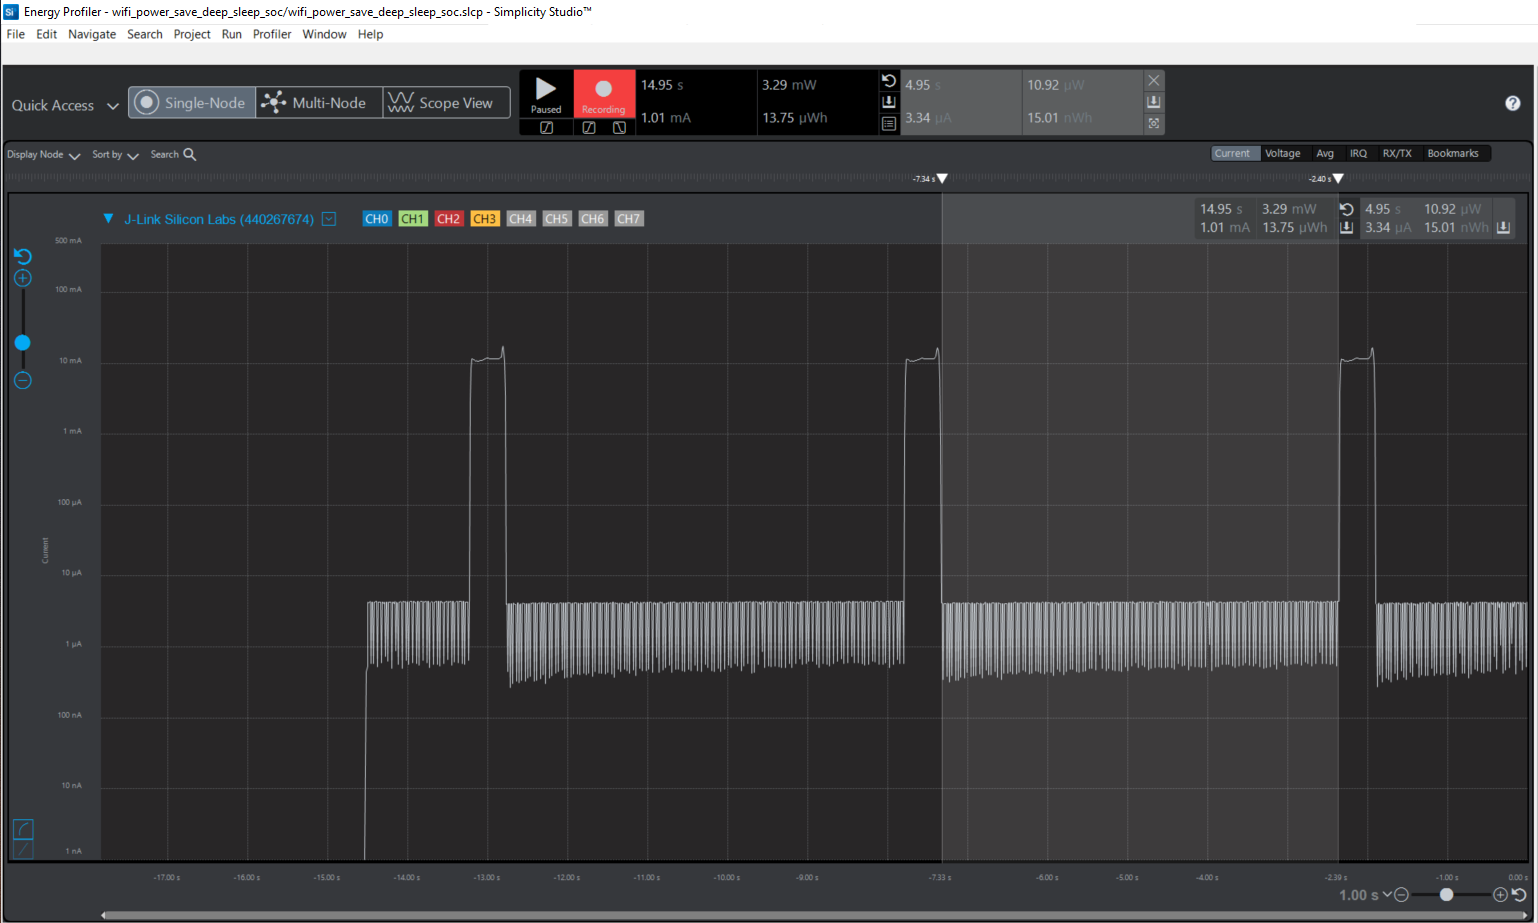 Si Energy Profiler - wifi_power_save_deep_sleep_soc/wifi_power_save_deep_sleep_soc.slcp - Simplicity Studio™
File Edit Navigate Search Project Run Profiler Window Help
Quick Access Single-Node Multi-Node Scope View
Paused Recording
14.95 s 3.29 mW 4.95 s 10.92 µW
1.01 mA 13.75 µWh 3.34 µA 15.01 nWh
?
Display Node Sort by Search
Current Voltage Avg IRQ RX/TX Bookmarks
-7.34 s -2.40 s
J-Link Silicon Labs (440267674) CH0 CH1 CH2 CH3 CH4 CH5 CH6 CH7
14.95 s 3.29 mW 4.95 s 10.92 µW
1.01 mA 13.75 µWh 3.34 µA 15.01 nWh
500 mA
100 mA
10 mA
1 mA
100 µA
Current
10 µA
1 µA
100 nA
10 nA
1 nA
-17.00 s -16.00 s -15.00 s -14.00 s -13.00 s -12.00 s -11.00 s -10.00 s -9.00 s -7.33 s -6.00 s -5.00 s -4.00 s -2.39 s -1.00 s 0.00 s
1.00 s